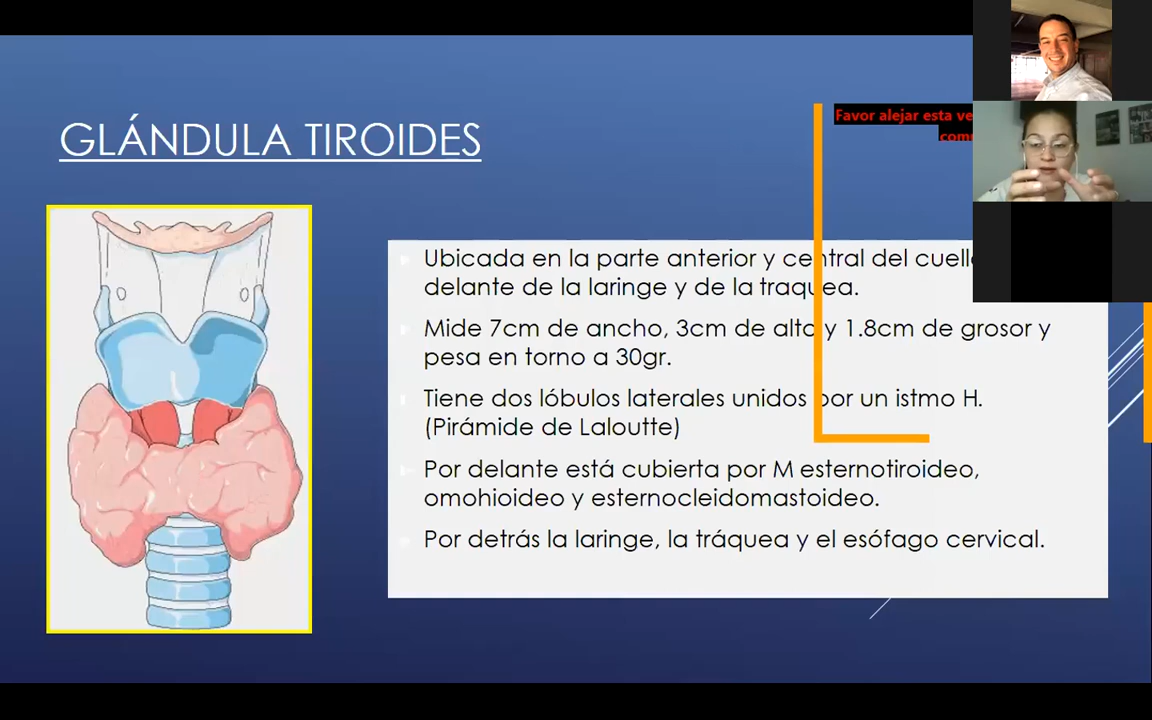 GLÁNDULA TIROIDES
Favor alejar esta
Ubicada en la parte anterior y central del
delante de la laringe y de la traquea.
Mide 7cm de ancho, 3cm de alto y 1.8cm de grosor y
pesa en torno a 30gr.
Tiene dos lóbulos laterales unidos por un istmo H.
(Pirámide de Laloutte)
Por delante está cubierta por M esternotiroideo,
omohioideo y esternocleidomastoideo.
Por detrás la laringe, la tráquea y el esófago cervical.